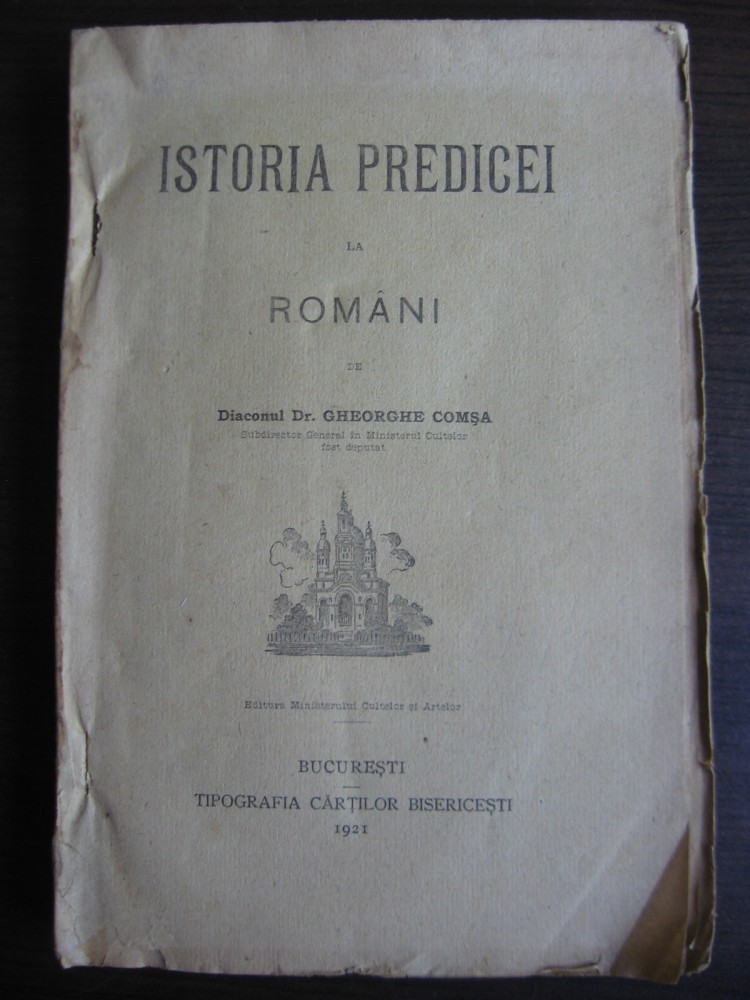 ISTORIA PREDICEI
LA
ROMÂNI
DE
Diaconul Dr. GHEORGHE COMȘA
Subdirector General în Ministerul Cultelor
fost deputat
Editura Ministerului Cultelor și Artelor
BUCUREȘTI
TIPOGRAFIA CĂRȚILOR BISERICEȘTI
1921